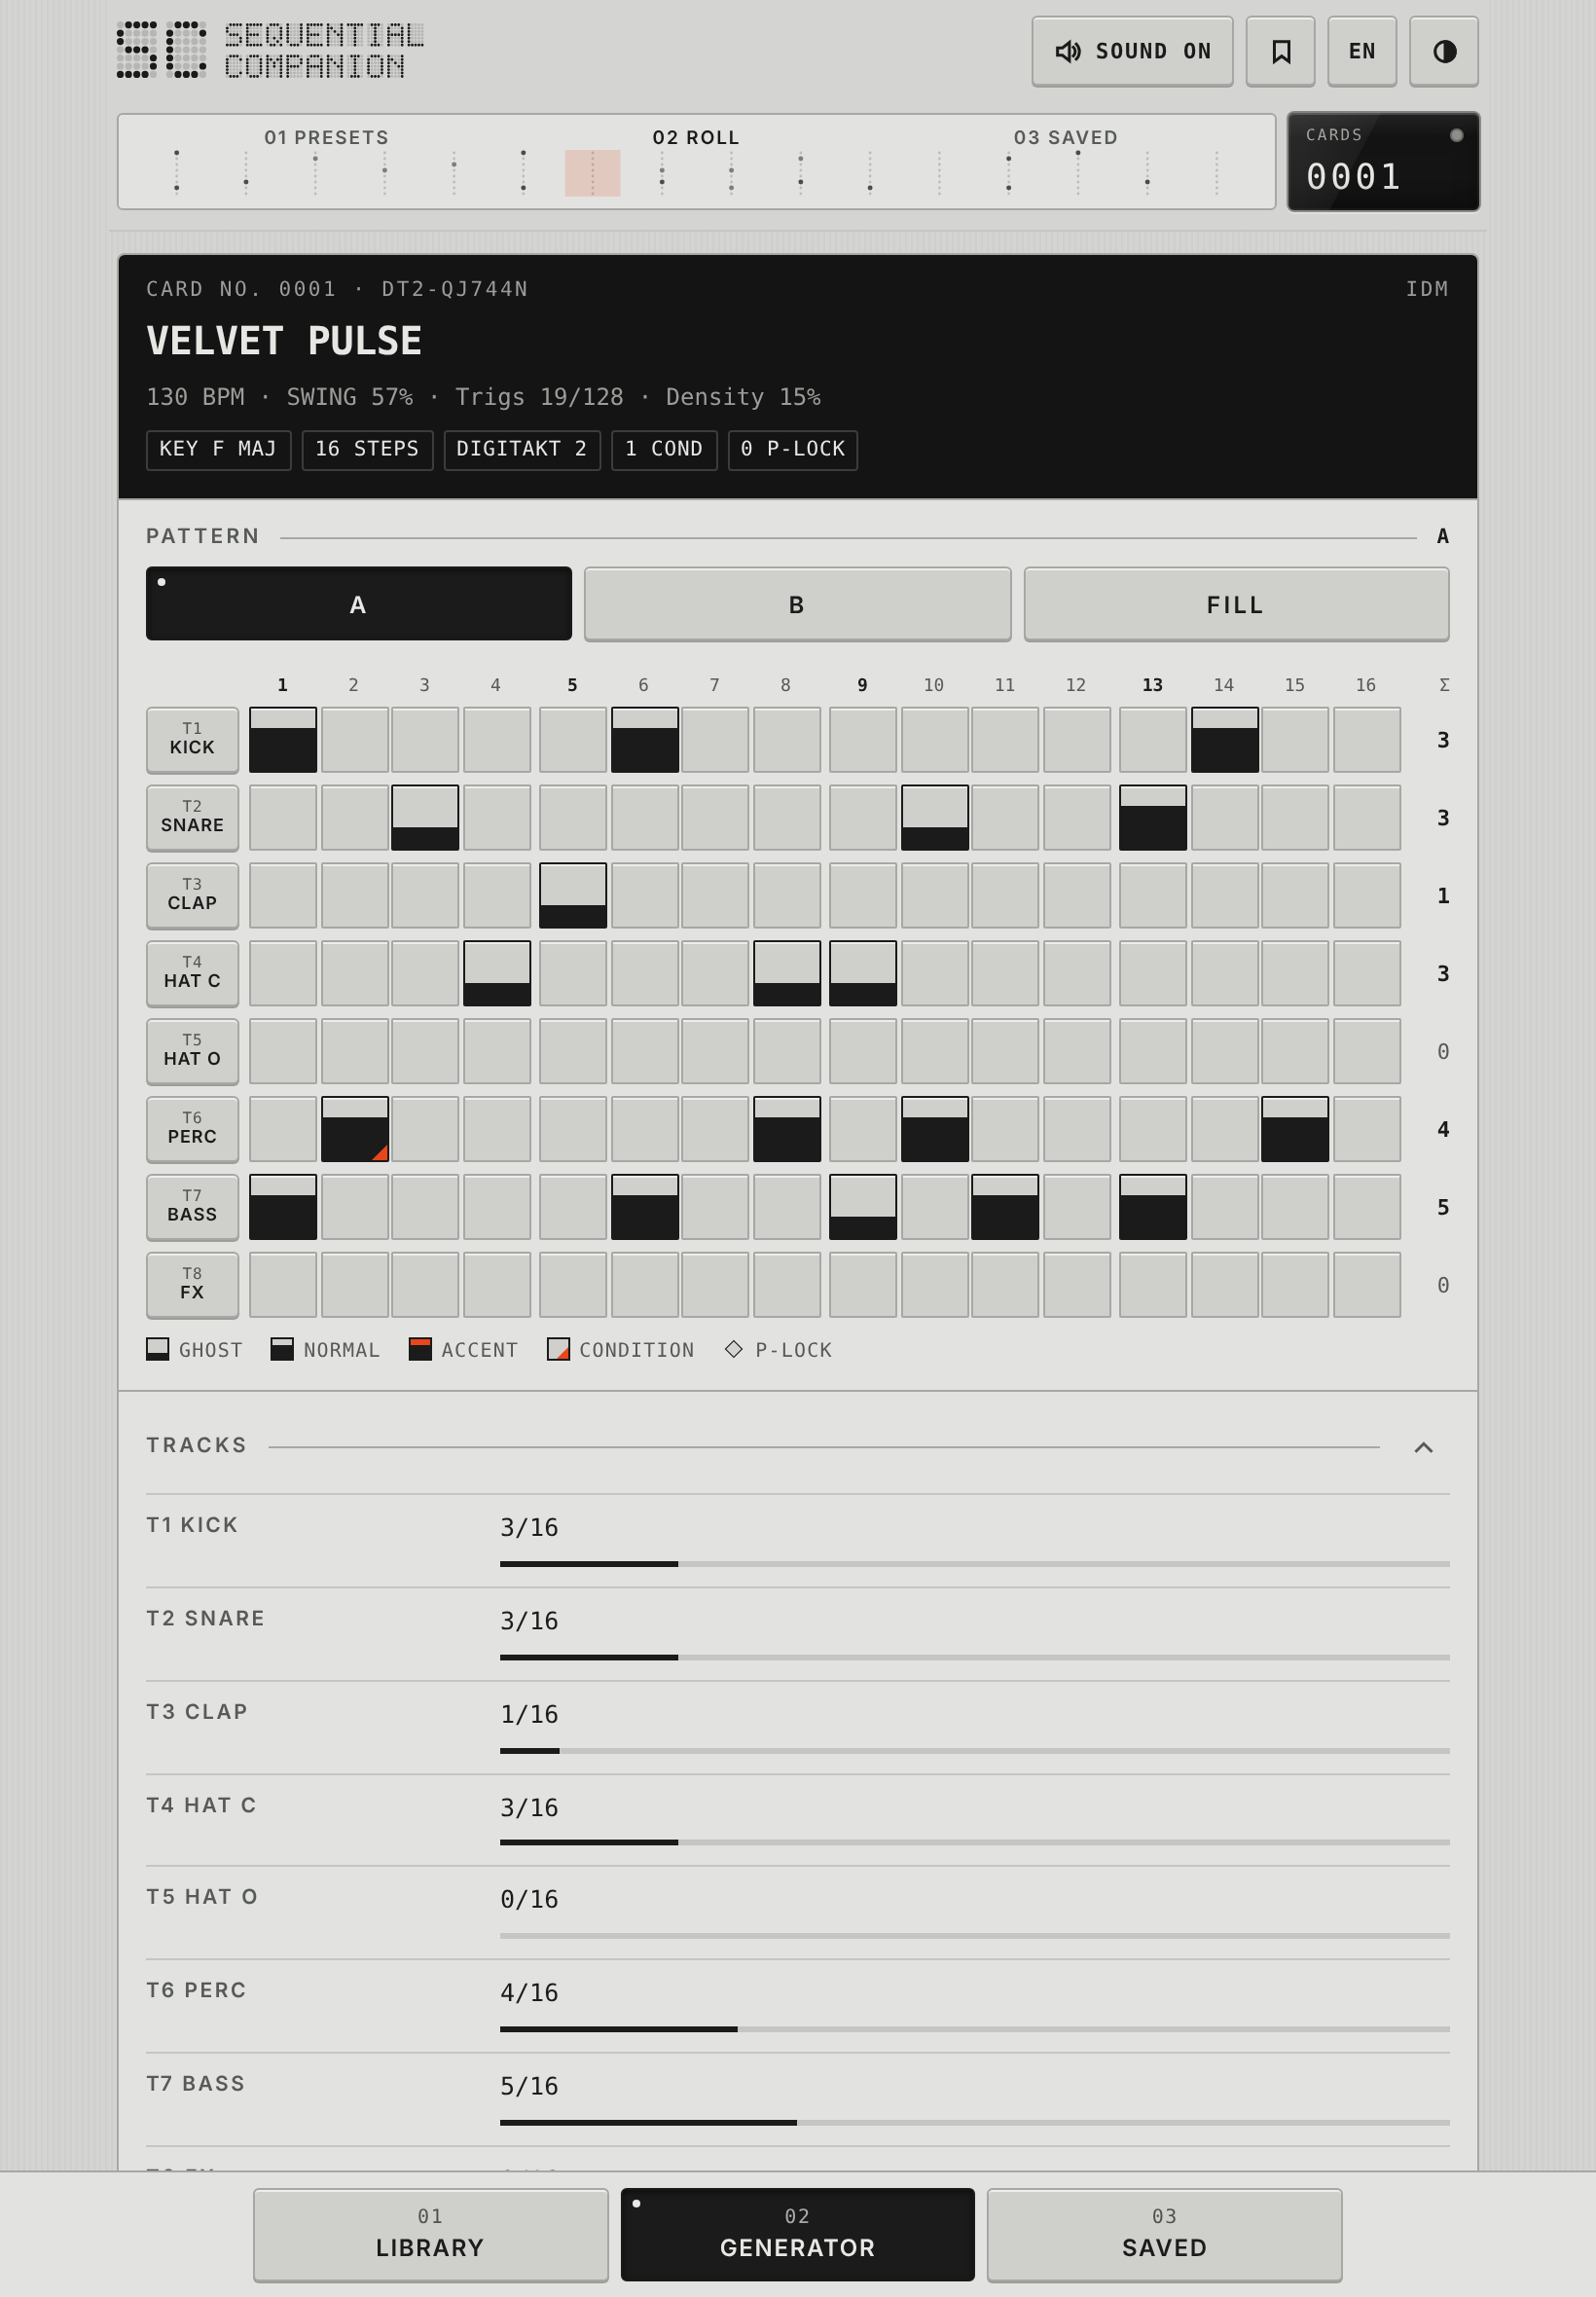 SC SEQUENTIAL COMPANION
SOUND ON
EN
01 PRESETS
02 ROLL
03 SAVED
CARDS
0001
CARD NO. 0001 · DT2-QJ744N
IDM
VELVET PULSE
130 BPM · SWING 57% · Trigs 19/128 · Density 15%
KEY F MAJ
16 STEPS
DIGITAKT 2
1 COND
0 P-LOCK
PATTERN
A
A
B
FILL
1 2 3 4 5 6 7 8 9 10 11 12 13 14 15 16 Σ
T1
KICK
3
T2
SNARE
3
T3
CLAP
1
T4
HAT C
3
T5
HAT O
0
T6
PERC
4
T7
BASS
5
T8
FX
0
GHOST
NORMAL
ACCENT
CONDITION
P-LOCK
TRACKS
T1 KICK
3/16
T2 SNARE
3/16
T3 CLAP
1/16
T4 HAT C
3/16
T5 HAT O
0/16
T6 PERC
4/16
T7 BASS
5/16
01
LIBRARY
02
GENERATOR
03
SAVED